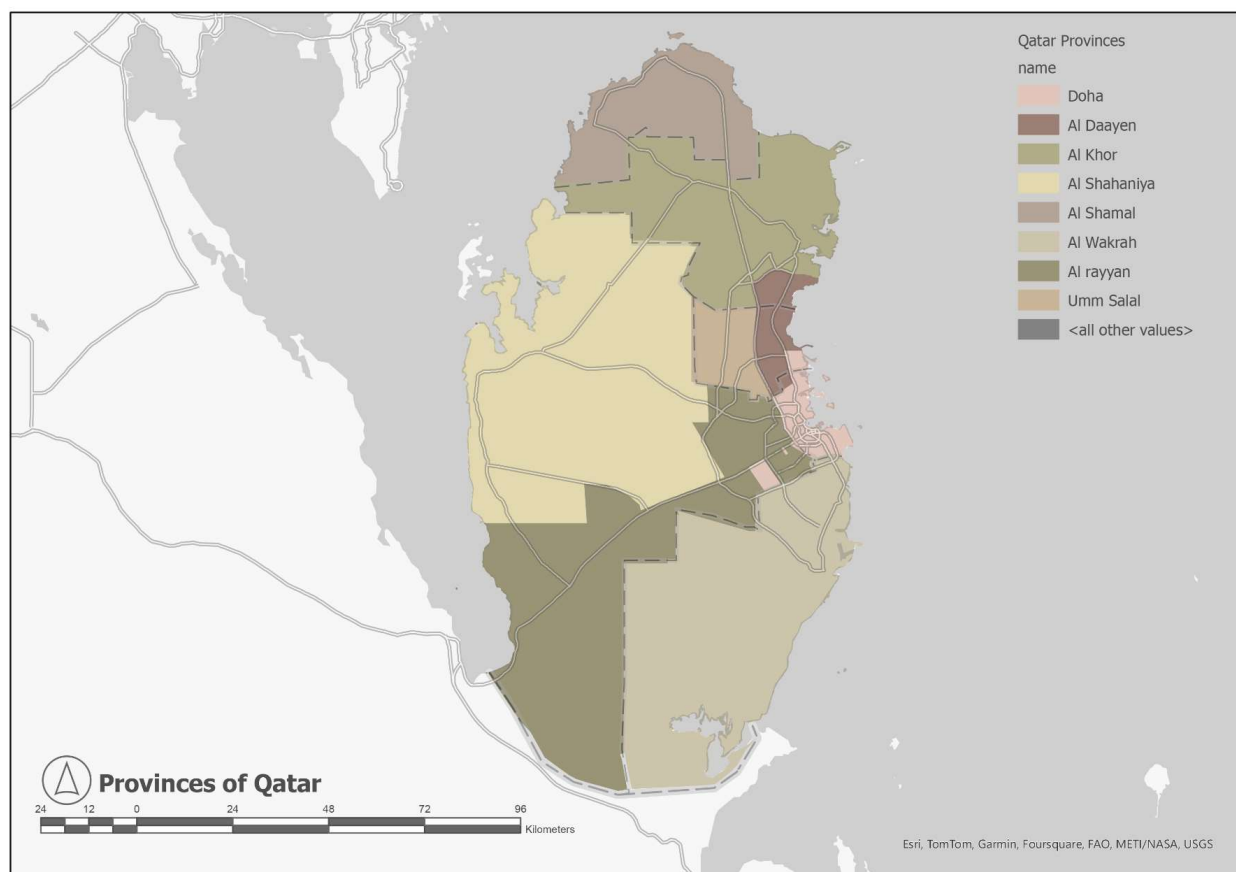 Qatar Provinces
name
Doha
Al Daayen
Al Khor
Al Shahaniya
Al Shamal
Al Wakrah
Al rayyan
Umm Salal
<all other values>
Provinces of Qatar
24 12 0 24 48 72 96
Kilometers
Esri, TomTom, Garmin, Foursquare, FAO, METI/NASA, USGS